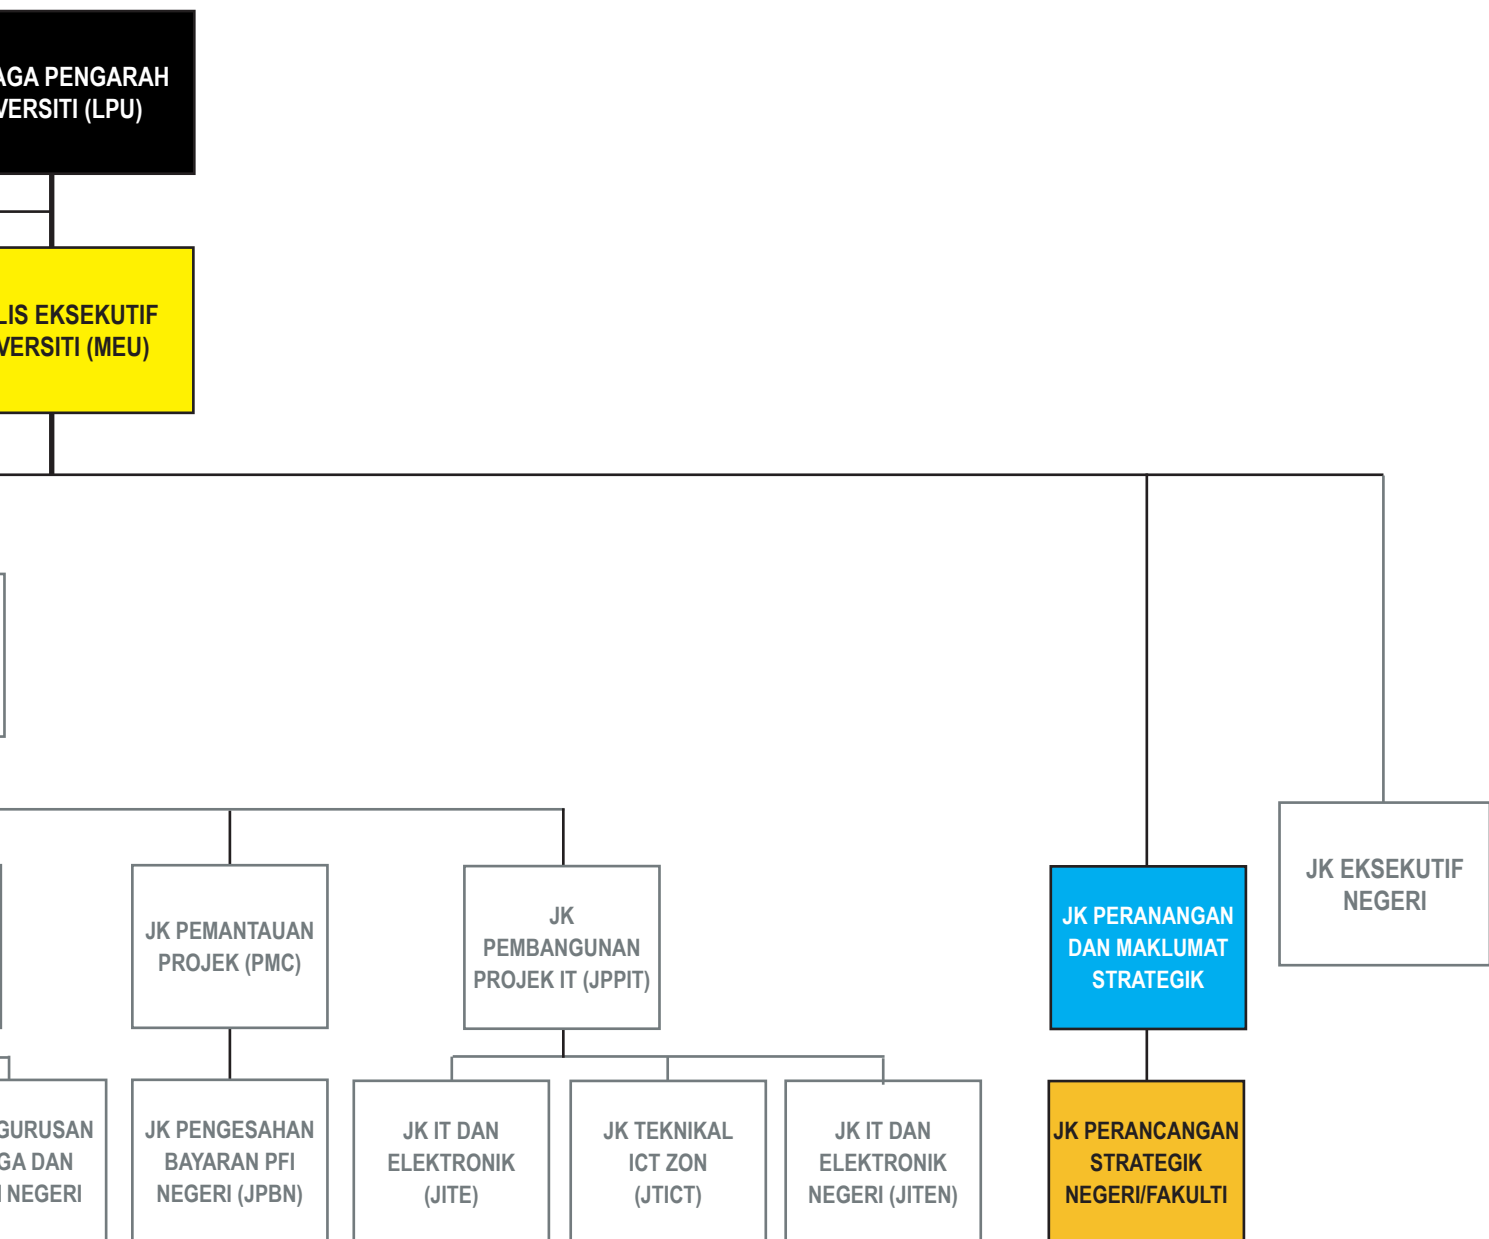 AGA PENGARAH
VERSITI (LPU)
LIS EKSEKUTIF
VERSITI (MEU)
JK EKSEKUTIF
NEGERI
JK PEMANTAUAN
PROJEK (PMC)
JK
PEMBANGUNAN
PROJEK IT (JPPIT)
JK PERANANGAN
DAN MAKLUMAT
STRATEGIK
GURUSAN
GA DAN
NEGERI
JK PENGESAHAN
BAYARAN PFI
NEGERI (JPBN)
JK IT DAN
ELEKTRONIK
(JITE)
JK TEKNIKAL
ICT ZON
(JTICT)
JK IT DAN
ELEKTRONIK
NEGERI (JITEN)
JK PERANCANGAN
STRATEGIK
NEGERI/FAKULTI